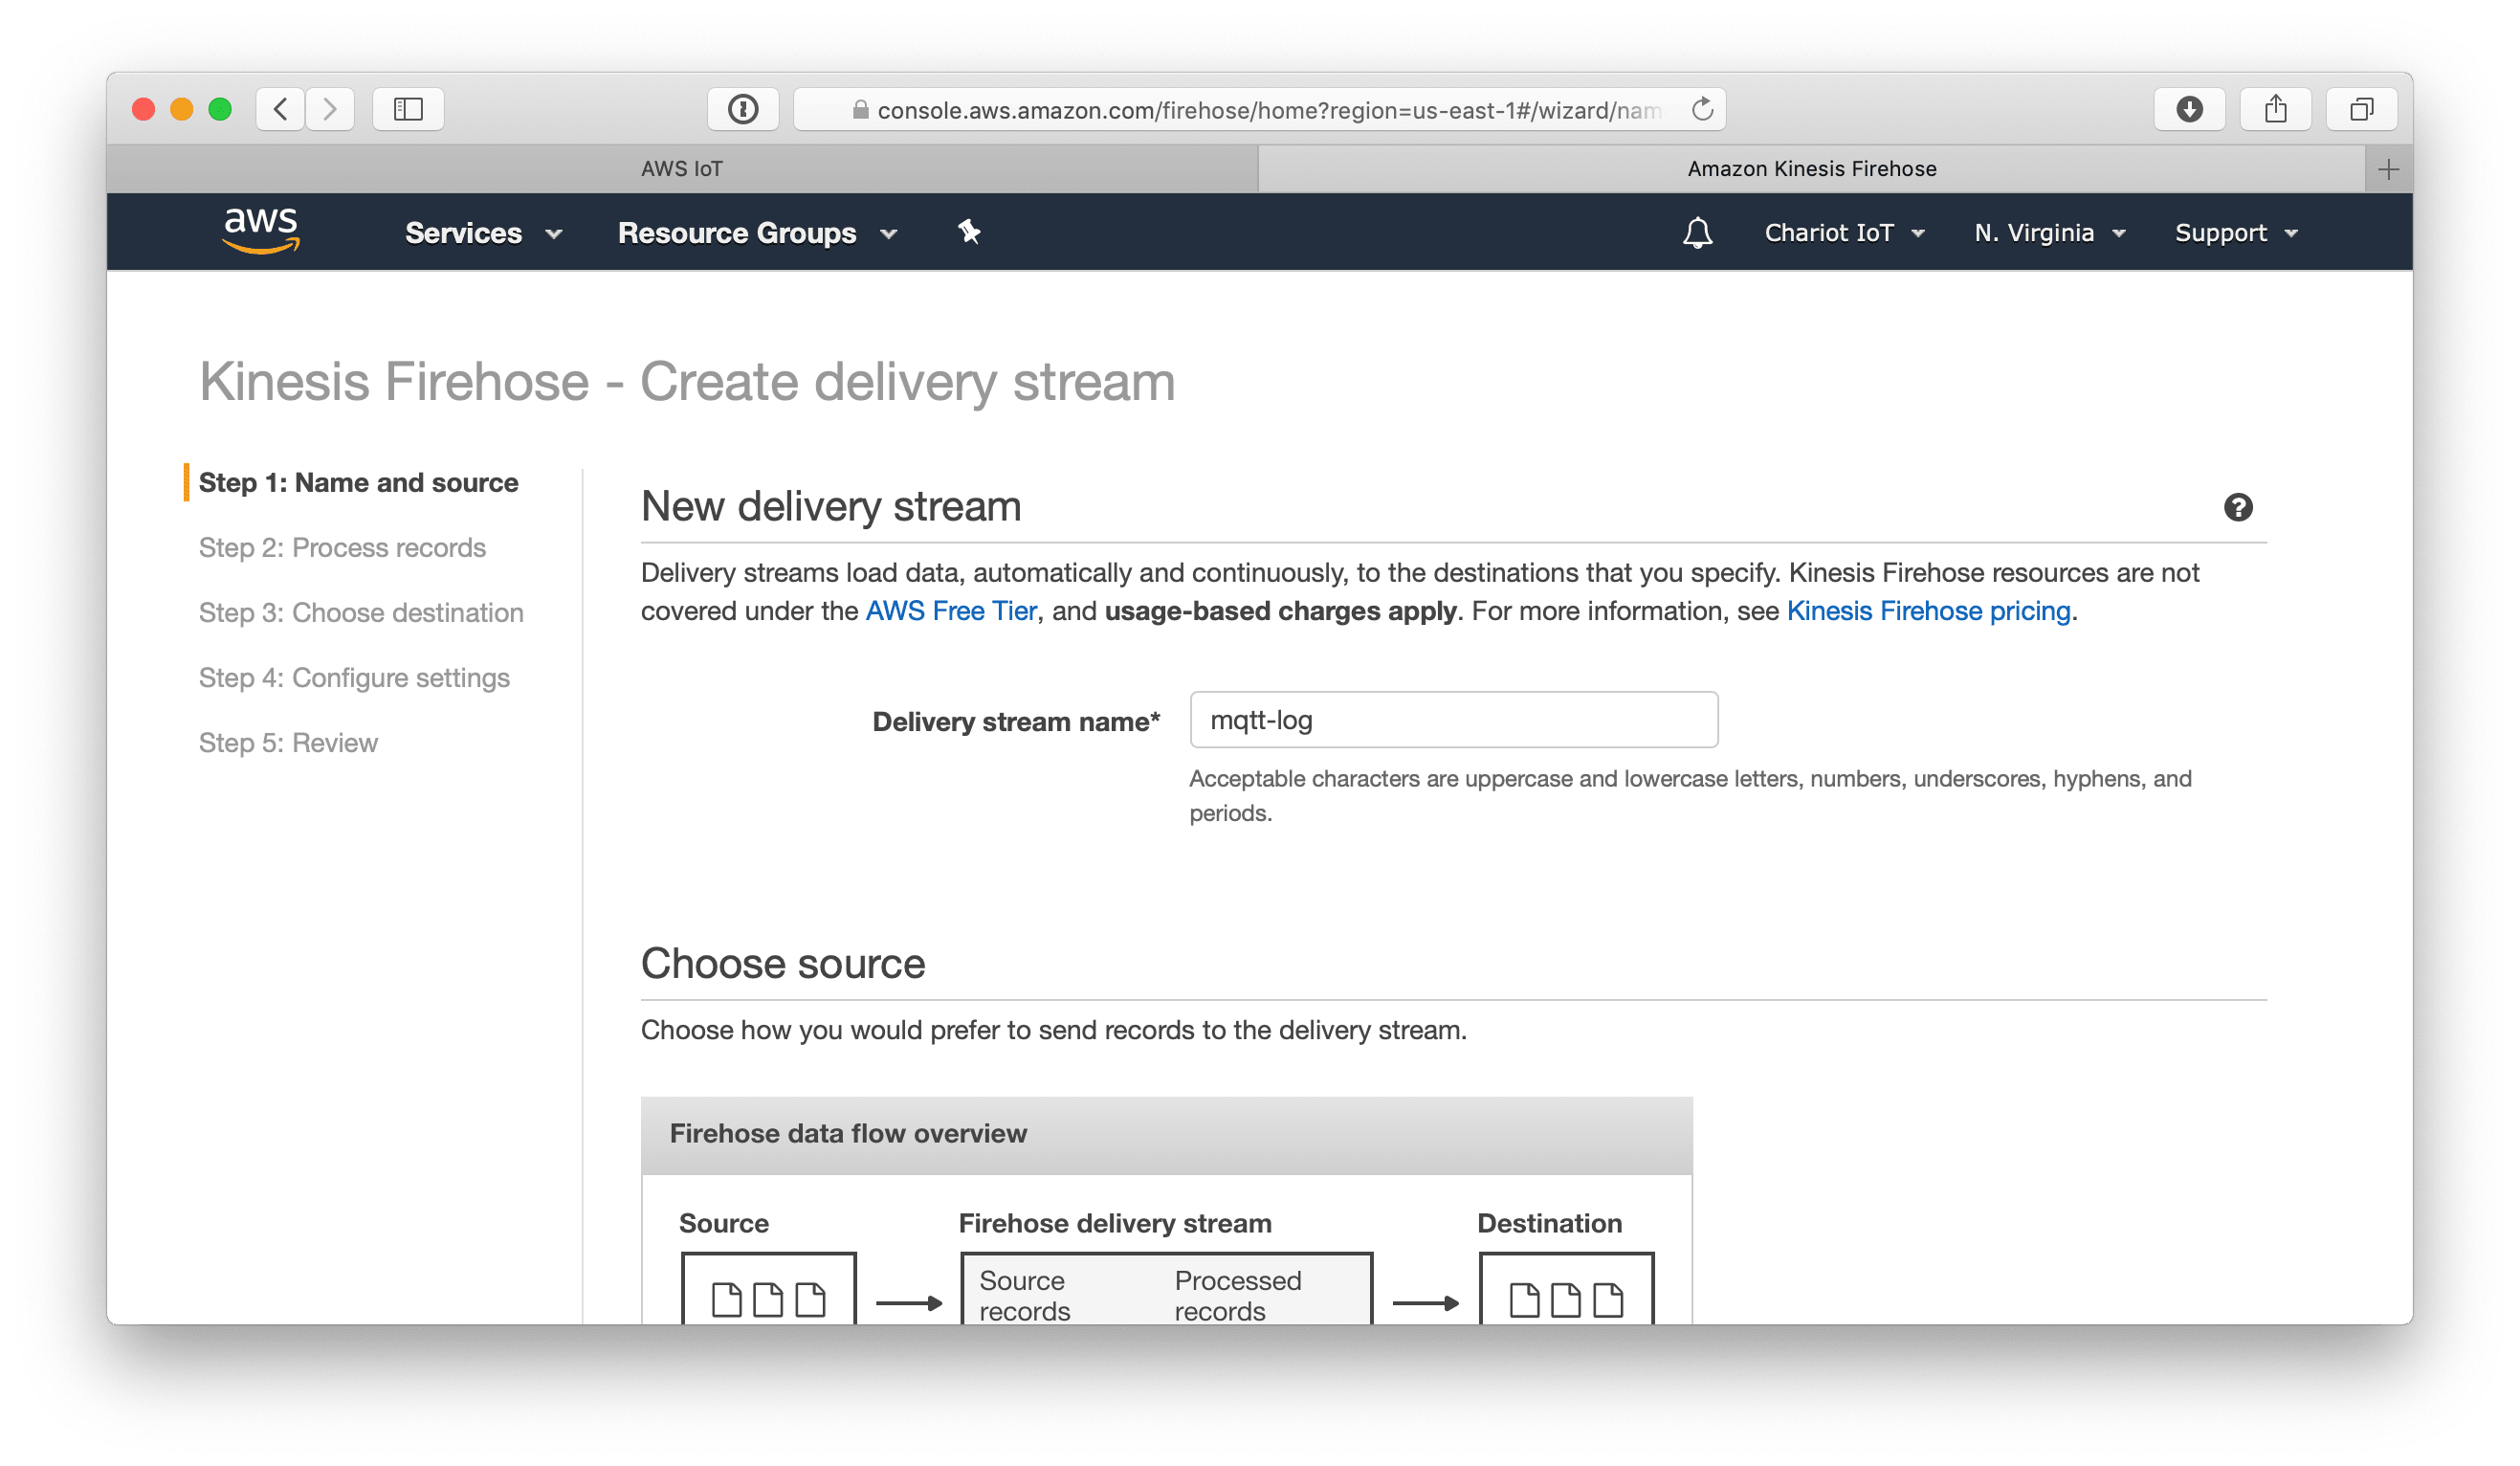 console.aws.amazon.com/firehose/home?region=us-east-1#/wizard/nam
AWS IoT
Amazon Kinesis Firehose
aws
Services
Resource Groups
Chariot IoT
N. Virginia
Support
Kinesis Firehose - Create delivery stream
Step 1: Name and source
Step 2: Process records
Step 3: Choose destination
Step 4: Configure settings
Step 5: Review
New delivery stream
Delivery streams load data, automatically and continuously, to the destinations that you specify. Kinesis Firehose resources are not
covered under the AWS Free Tier, and usage-based charges apply. For more information, see Kinesis Firehose pricing.
Delivery stream name*
mqtt-log
Acceptable characters are uppercase and lowercase letters, numbers, underscores, hyphens, and
periods.
Choose source
Choose how you would prefer to send records to the delivery stream.
Firehose data flow overview
Source
Firehose delivery stream
Destination
Source
records
Processed
records